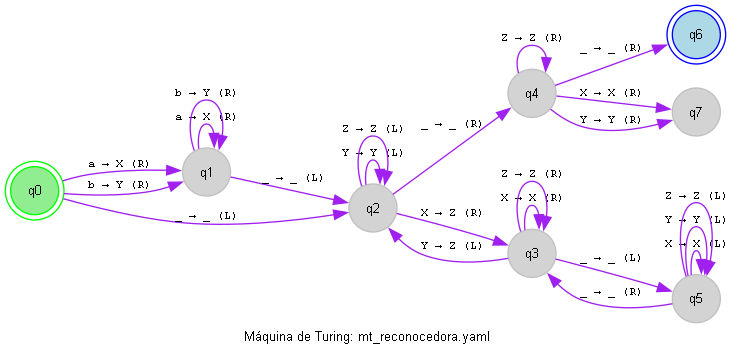 Z → Z (R)
_ → _ (R)
q6
q4
X → X (R)
q7
Y → Y (R)
b → Y (R)
a → X (R)
Z → Z (L)
Y → Y (L)
_ → _ (R)
q0
a → X (R)
b → Y (R)
q1
_ → _ (L)
_ → _ (L)
q2
X → Z (R)
Y → Z (L)
Z → Z (R)
X → X (R)
q3
_ → _ (L)
_ → _ (R)
Z → Z (L)
Y → Y (L)
X → X (L)
q5
Máquina de Turing: mt_reconocedora.yaml